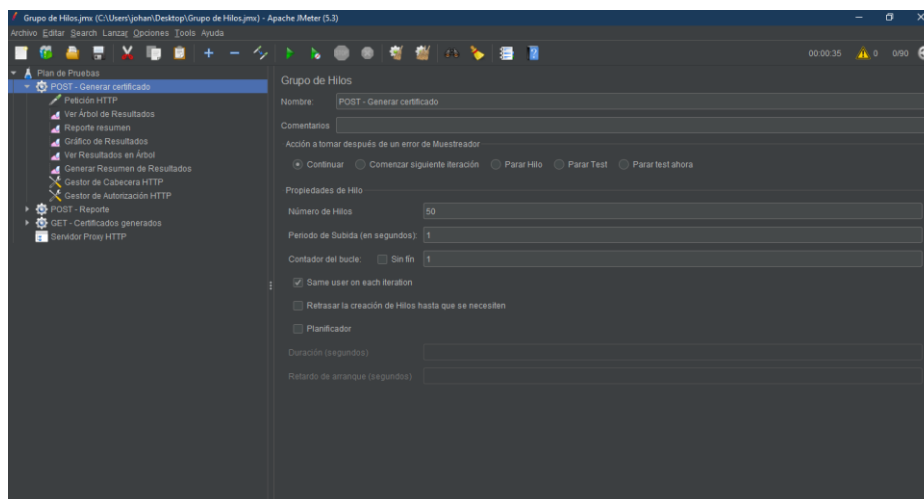 Grupo de Hilos.jmx (C:\Users\johan\Desktop\Grupo de Hilos.jmx) - Apache JMeter (5.3)
Archivo Editar Search Lanzar Opciones Tools Ayuda
00:00:35 0 0/90
Plan de Pruebas
POST - Generar certificado
Petición HTTP
Ver Árbol de Resultados
Reporte resumen
Gráfico de Resultados
Ver Resultados en Árbol
Generar Resumen de Resultados
Gestor de Cabecera HTTP
Gestor de Autorización HTTP
POST - Reporte
GET - Certificados generados
Servidor Proxy HTTP
Grupo de Hilos
Nombre: POST - Generar certificado
Comentarios
Acción a tomar después de un error de Muestreador
Continuar Comenzar siguiente iteración Parar Hilo Parar Test Parar test ahora
Propiedades de Hilo
Número de Hilos 50
Periodo de Subida (en segundos): 1
Contador del bucle: Sin fín 1
Same user on each iteration
Retrasar la creación de Hilos hasta que se necesiten
Planificador
Duración (segundos)
Retardo de arranque (segundos)